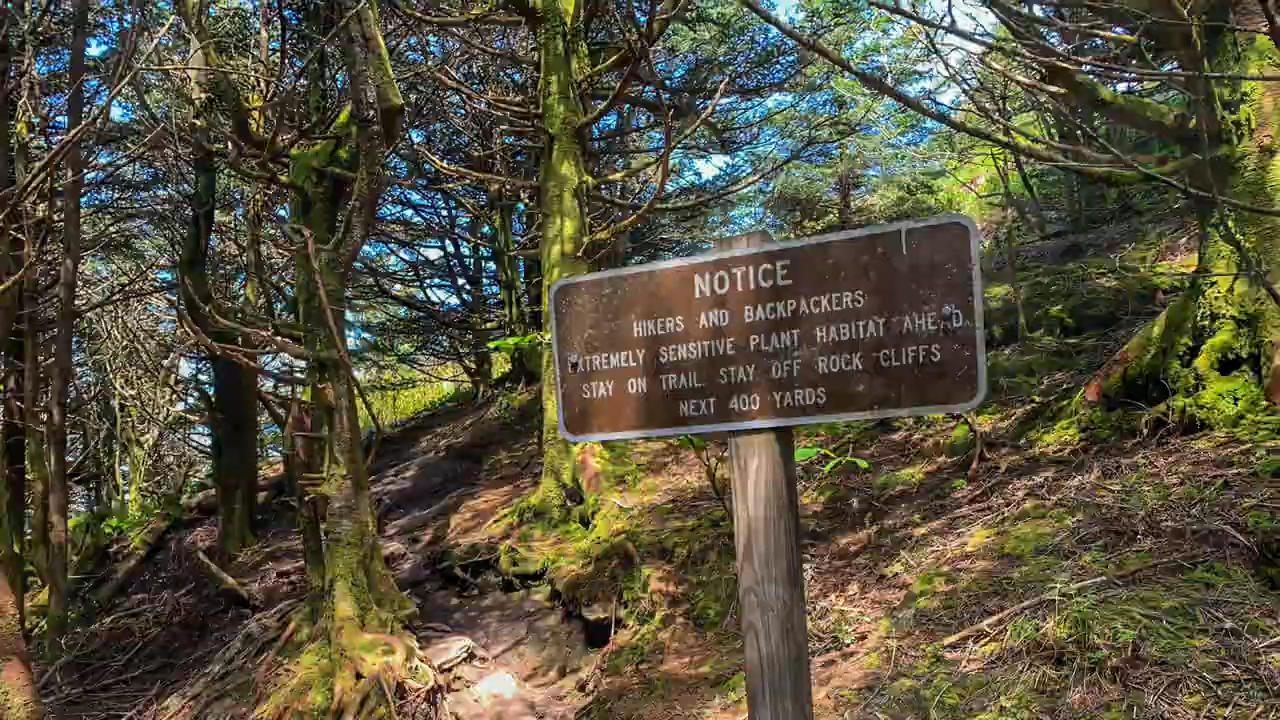 NOTICE
HIKERS AND BACKPACKERS
EXTREMELY SENSITIVE PLANT HABITAT AHEAD
STAY ON TRAIL. STAY OFF ROCK CLIFFS
NEXT 400 YARDS